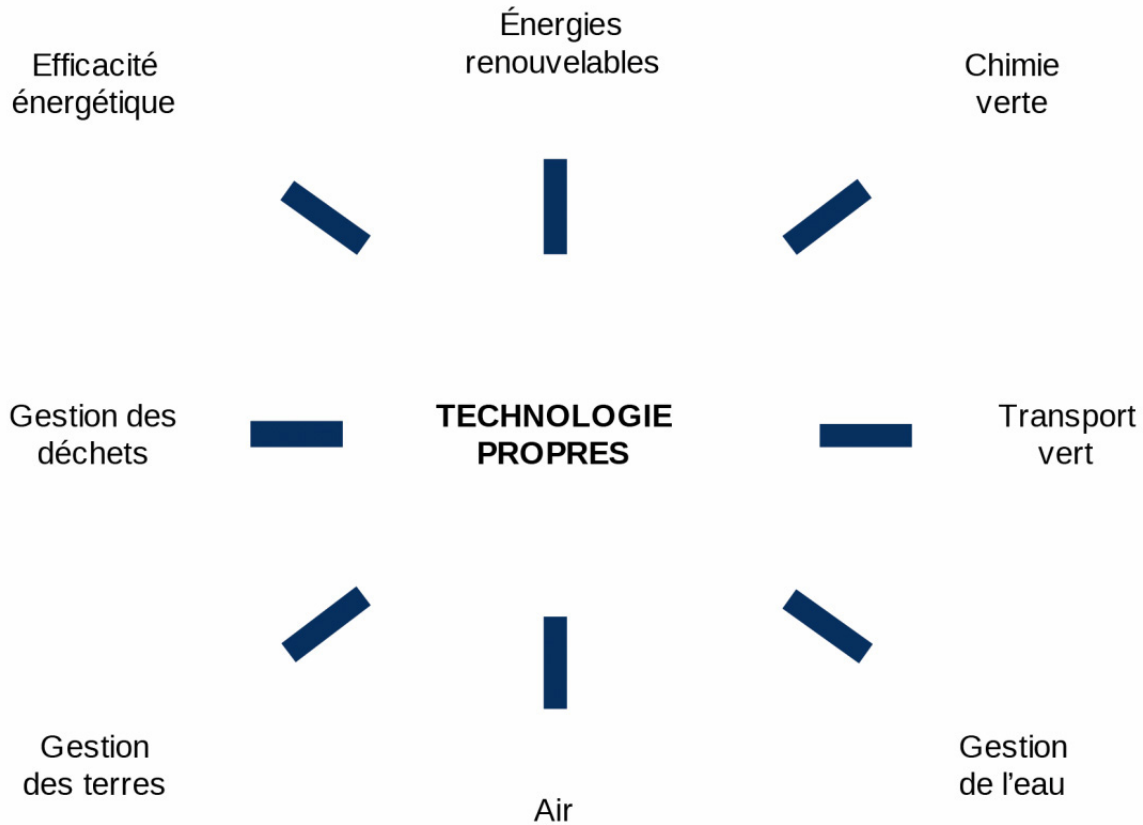 Énergies
renouvelables
Efficacité
énergétique
Chimie
verte
Gestion des
déchets
TECHNOLOGIE
PROPRES
Transport
vert
Gestion
des terres
Gestion
de l'eau
Air